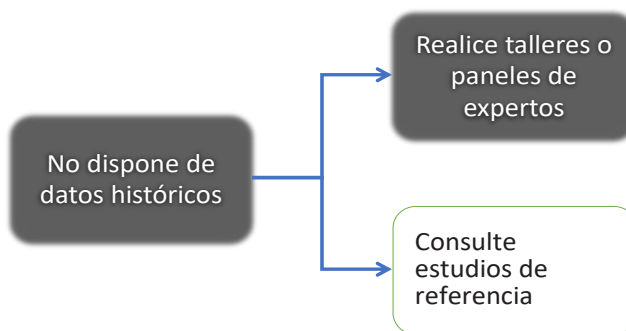 Realice talleres o
paneles de
expertos
No dispone de
datos históricos
Consulte
estudios de
referencia